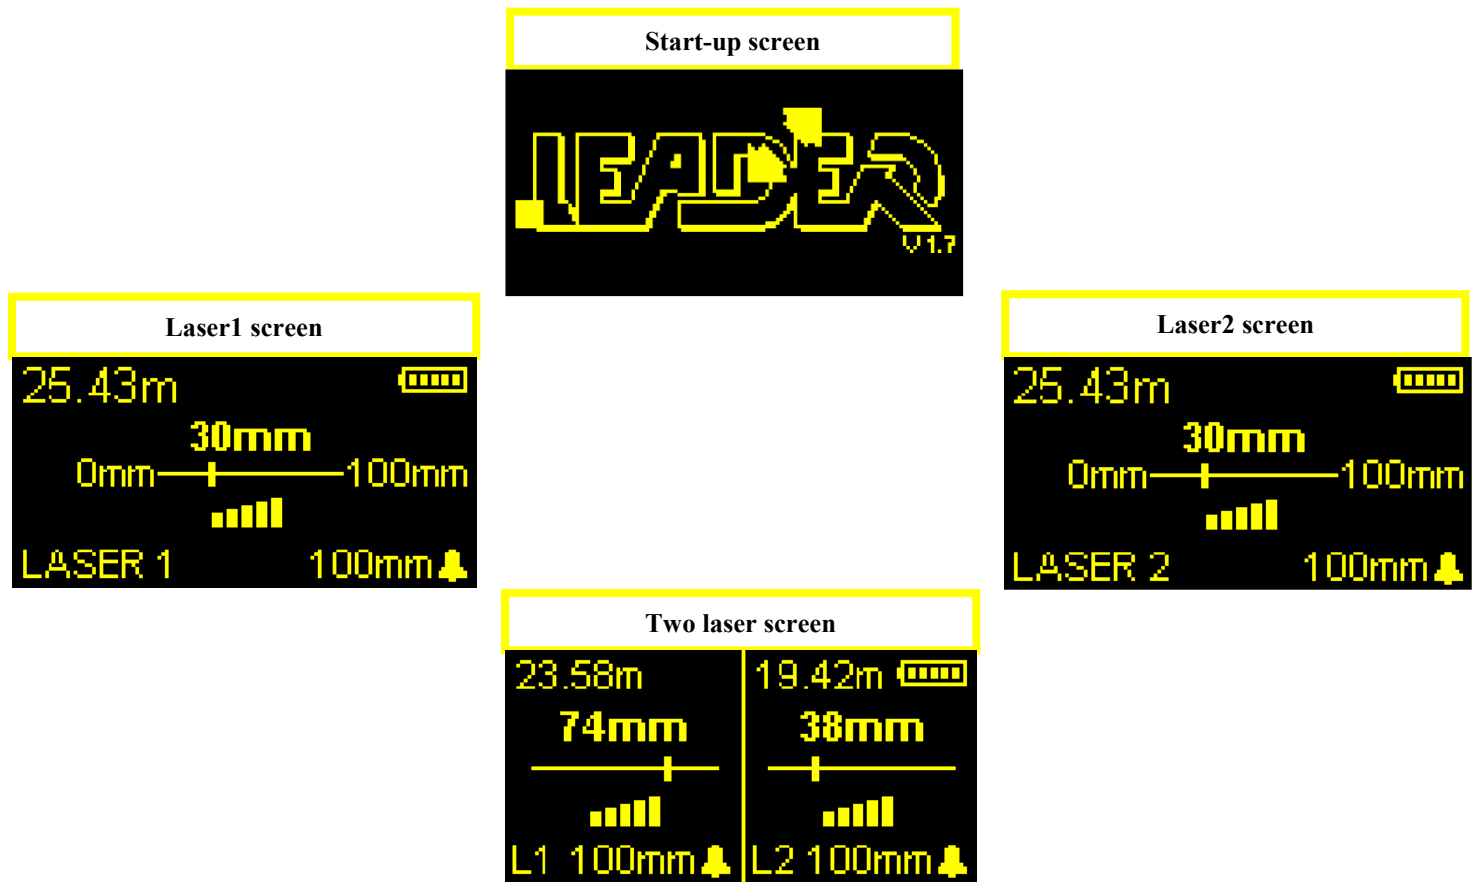 Start-up screen
LEADER
V 1.7
Laser1 screen
25.43m
30mm
0mm 100mm
LASER 1 100mm
Laser2 screen
25.43m
30mm
0mm 100mm
LASER 2 100mm
Two laser screen
23.58m 19.42m
74mm 38mm
L1 100mm L2 100mm